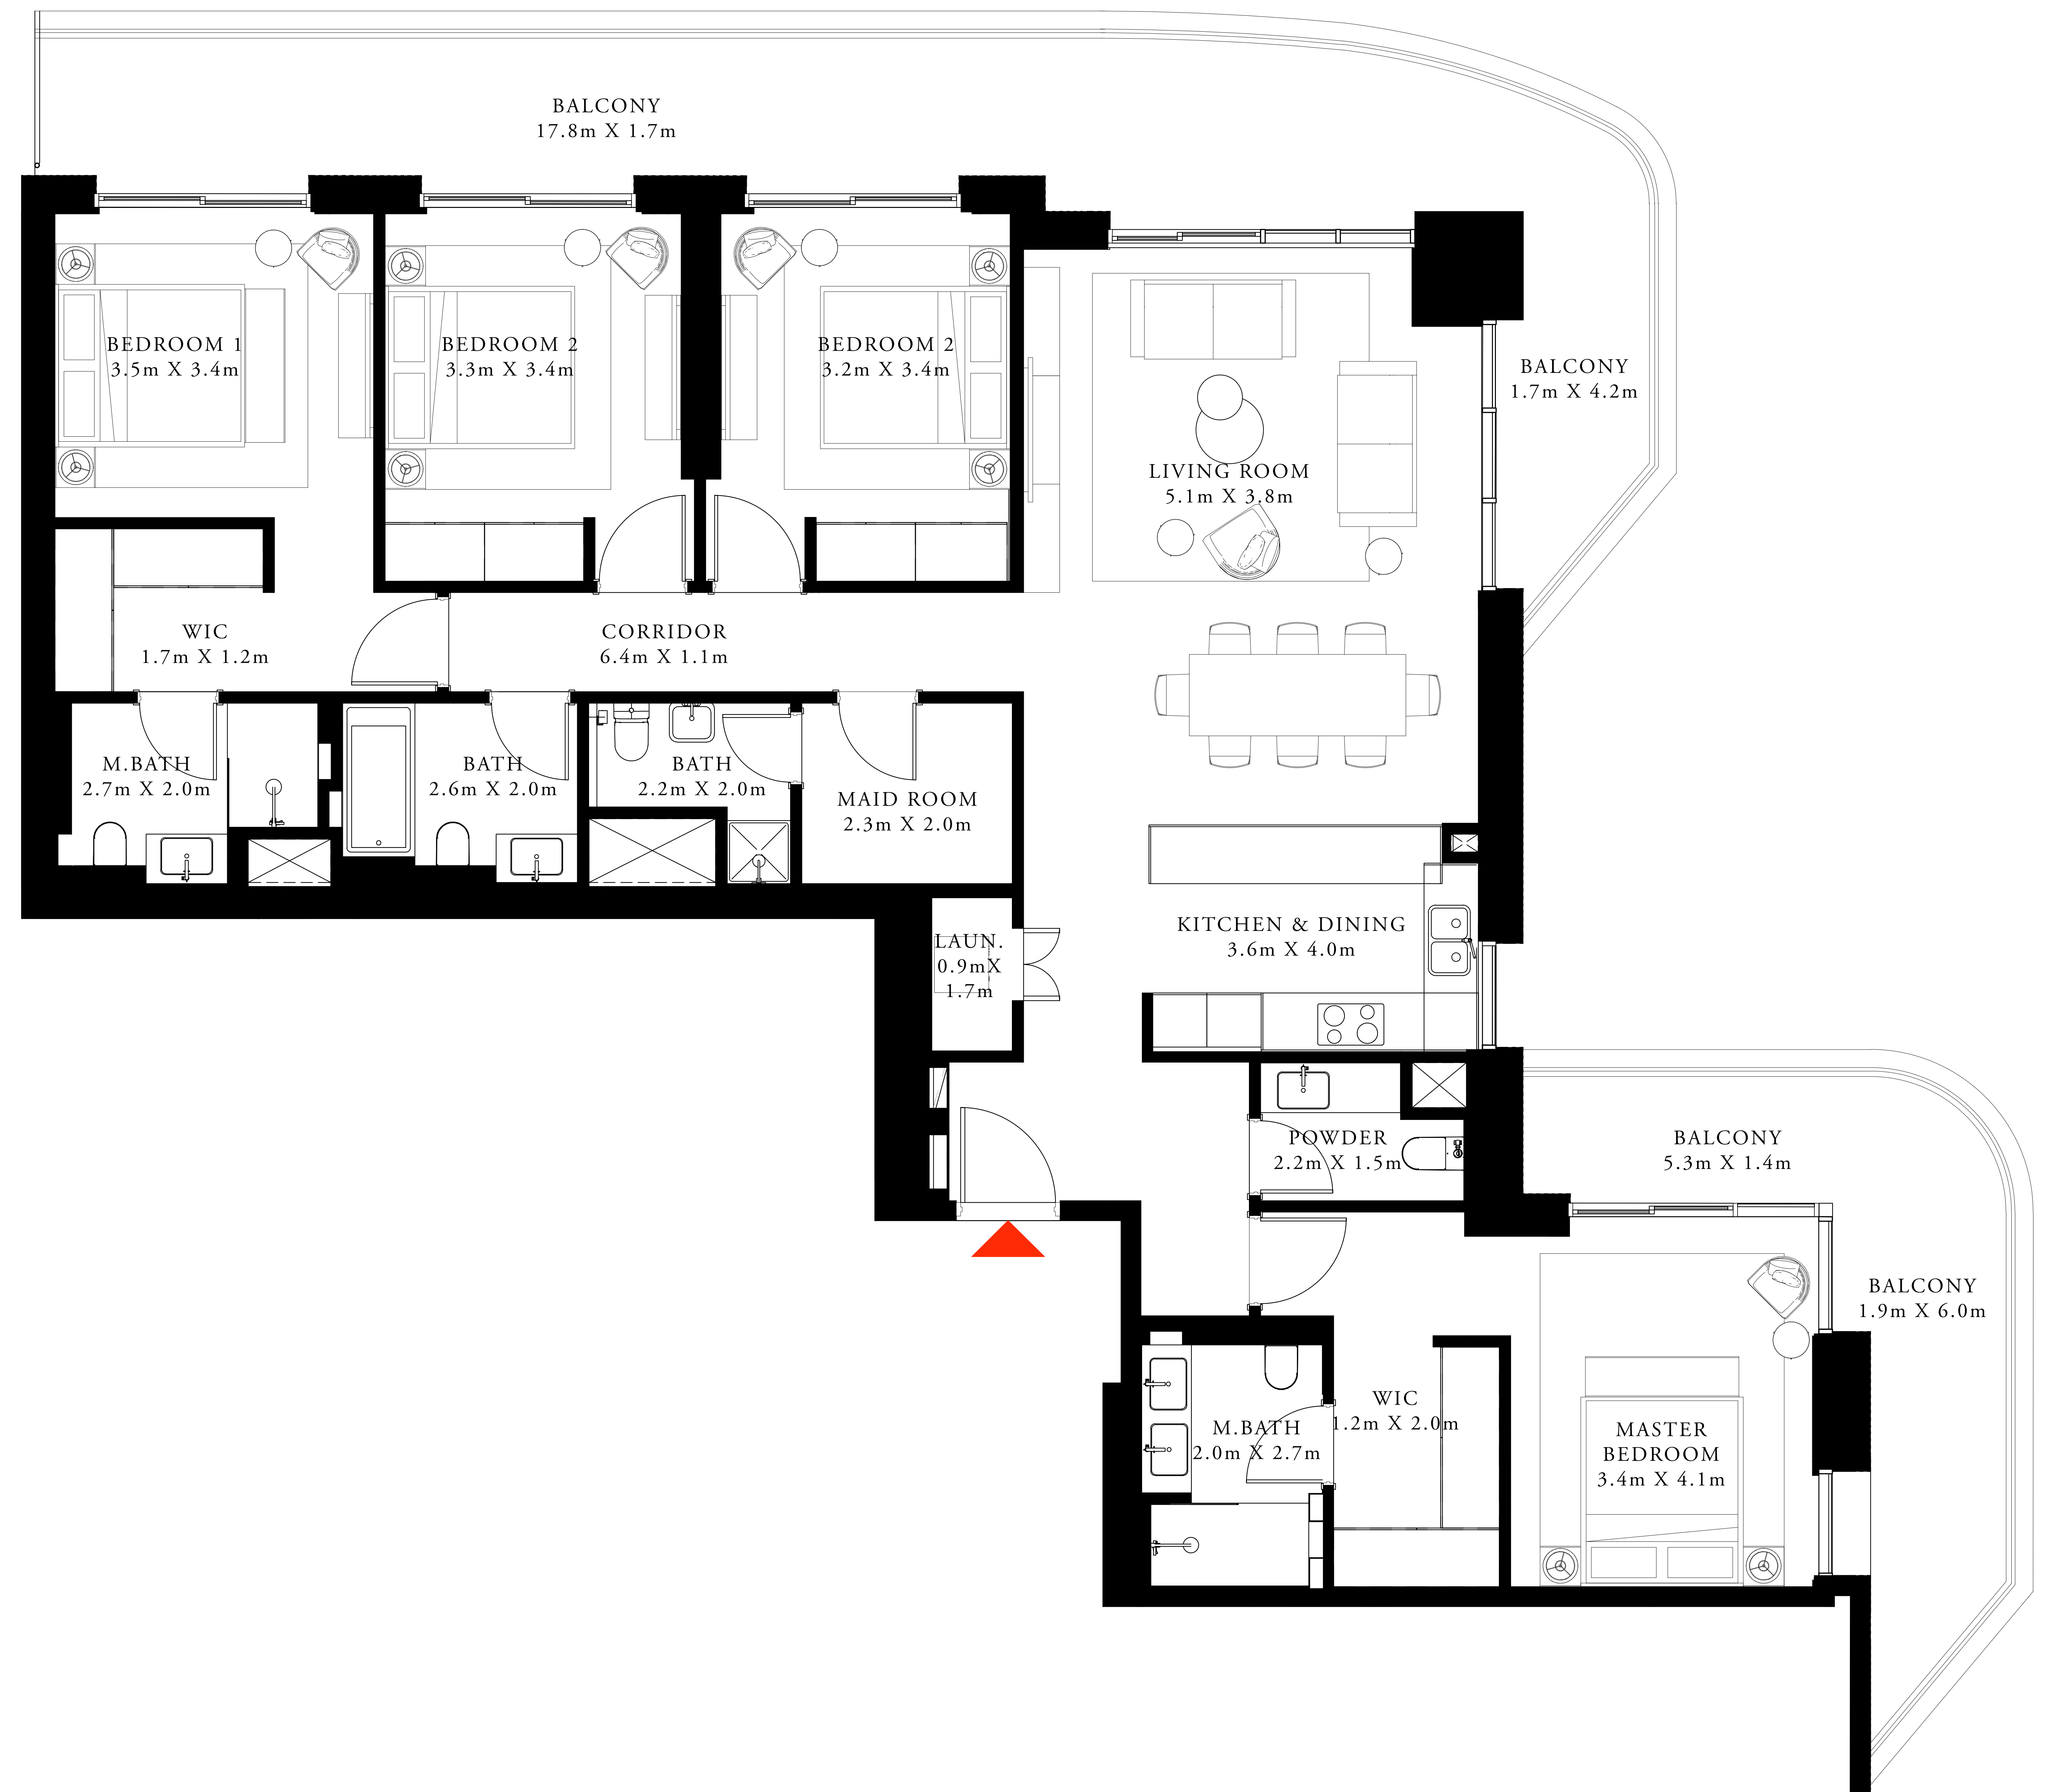 BALCONY
17.8m X 1.7m
BEDROOM 1
3.5m X 3.4m
BEDROOM 2
3.3m X 3.4m
BEDROOM 2
3.2m X 3.4m
BALCONY
1.7m X 4.2m
LIVING ROOM
5.1m X 3.8m
WIC
1.7m X 1.2m
CORRIDOR
6.4m X 1.1m
M.BATH
2.7m X 2.0m
BATH
2.6m X 2.0m
BATH
2.2m X 2.0m
MAID ROOM
2.3m X 2.0m
LAUN.
0.9mX
1.7m
KITCHEN & DINING
3.6m X 4.0m
POWDER
2.2m X 1.5m
BALCONY
5.3m X 1.4m
BALCONY
1.9m X 6.0m
M.BATH
2.0m X 2.7m
WIC
1.2m X 2.0m
MASTER
BEDROOM
3.4m X 4.1m